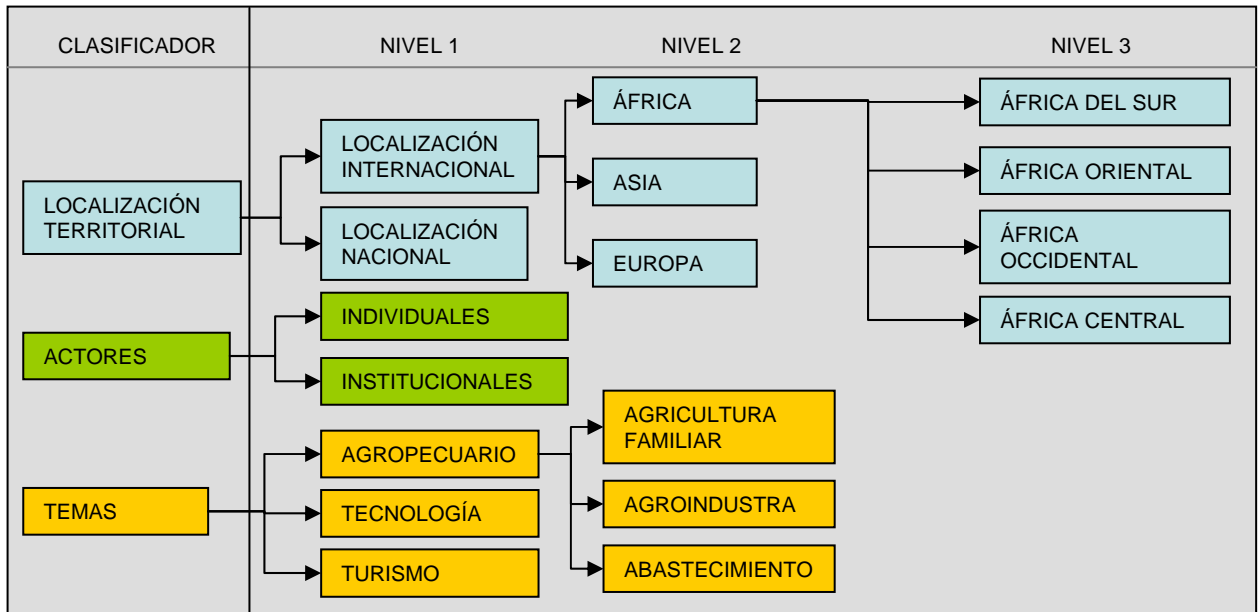 CLASIFICADOR
NIVEL 1
NIVEL 2
NIVEL 3
LOCALIZACIÓN
TERRITORIAL
LOCALIZACIÓN
INTERNACIONAL
LOCALIZACIÓN
NACIONAL
ÁFRICA
ASIA
EUROPA
ÁFRICA DEL SUR
ÁFRICA ORIENTAL
ÁFRICA
OCCIDENTAL
ÁFRICA CENTRAL
ACTORES
INDIVIDUALES
INSTITUCIONALES
TEMAS
AGROPECUARIO
TECNOLOGÍA
TURISMO
AGRICULTURA
FAMILIAR
AGROINDUSTRA
ABASTECIMIENTO